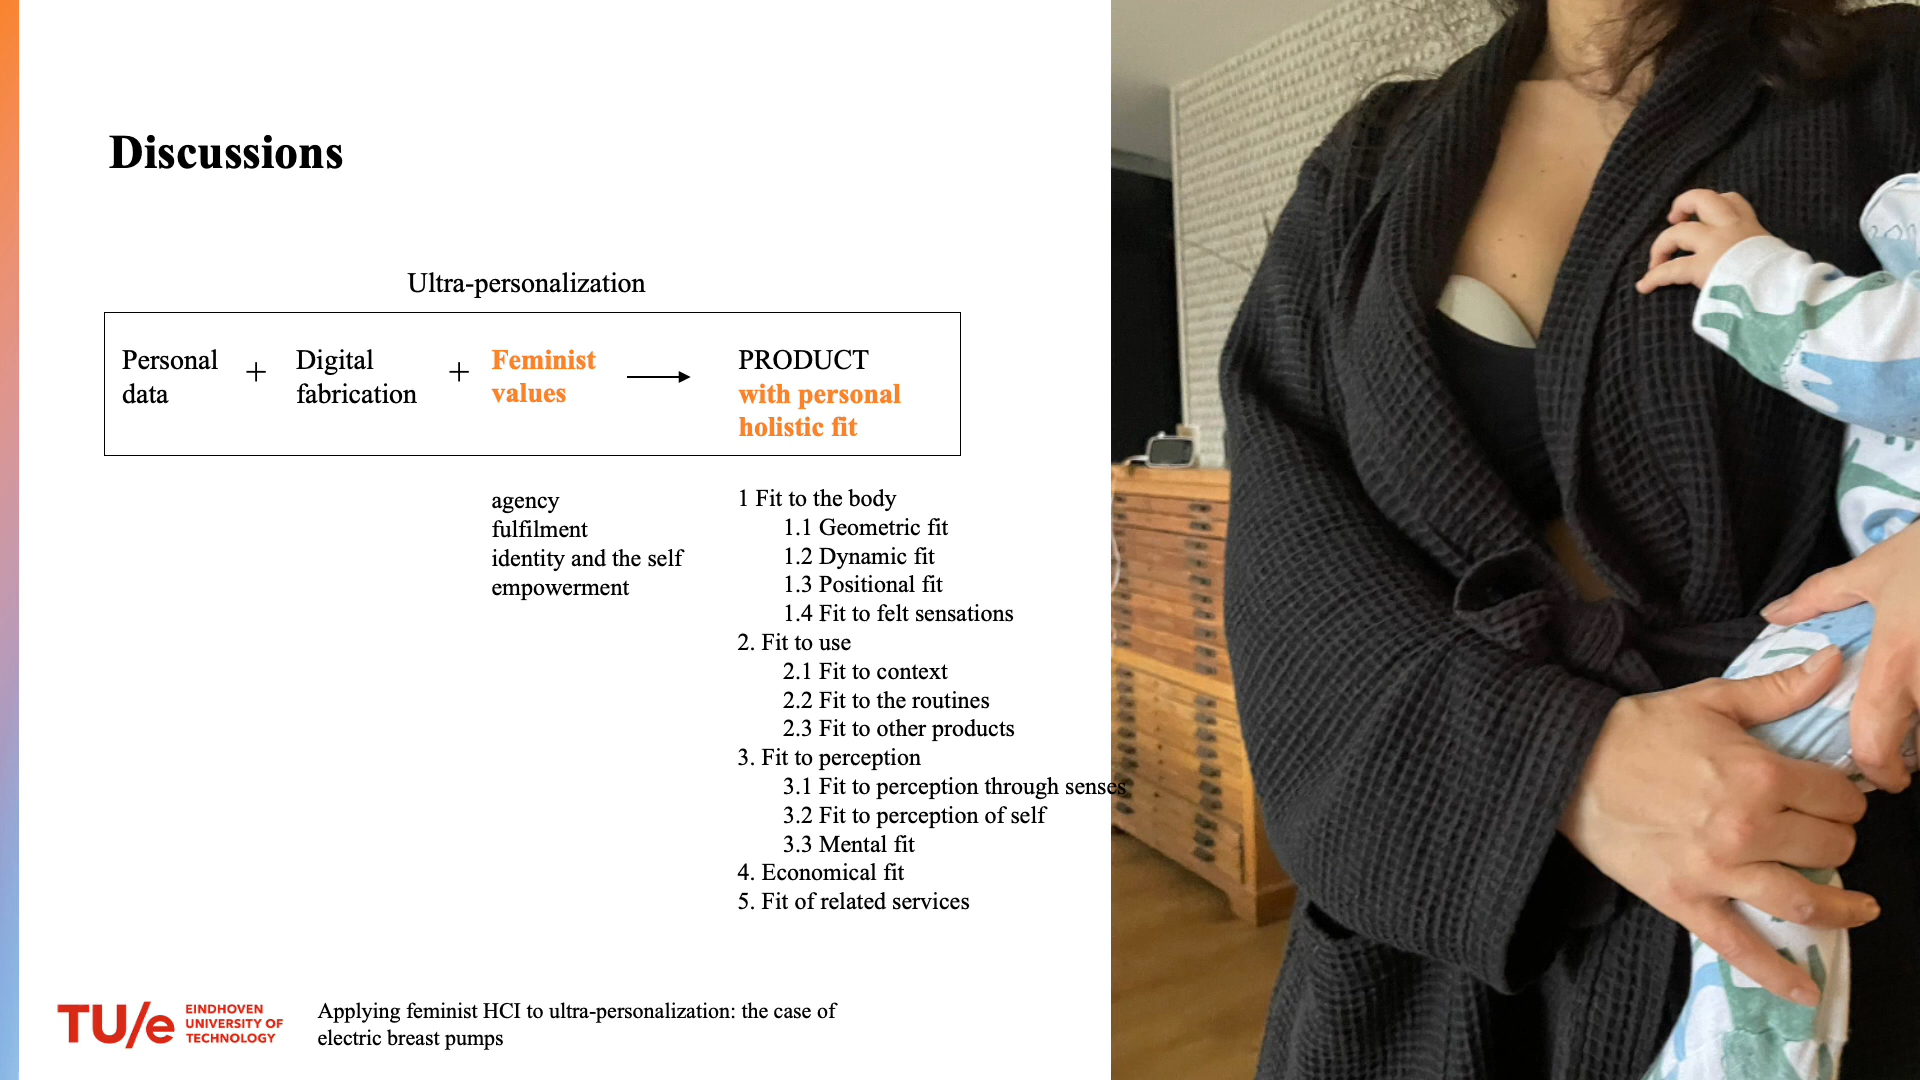 Discussions
Ultra-personalization
Personal
data
+
Digital
fabrication
+
Feminist
values
PRODUCT
with personal
holistic fit
agency
fulfilment
identity and the self
empowerment
1 Fit to the body
1.1 Geometric fit
1.2 Dynamic fit
1.3 Positional fit
1.4 Fit to felt sensations
2. Fit to use
2.1 Fit to context
2.2 Fit to the routines
2.3 Fit to other products
3. Fit to perception
3.1 Fit to perception through senses
3.2 Fit to perception of self
3.3 Mental fit
4. Economical fit
5. Fit of related services
TU/e
EINDHOVEN
UNIVERSITY OF
TECHNOLOGY
Applying feminist HCI to ultra-personalization: the case of
electric breast pumps